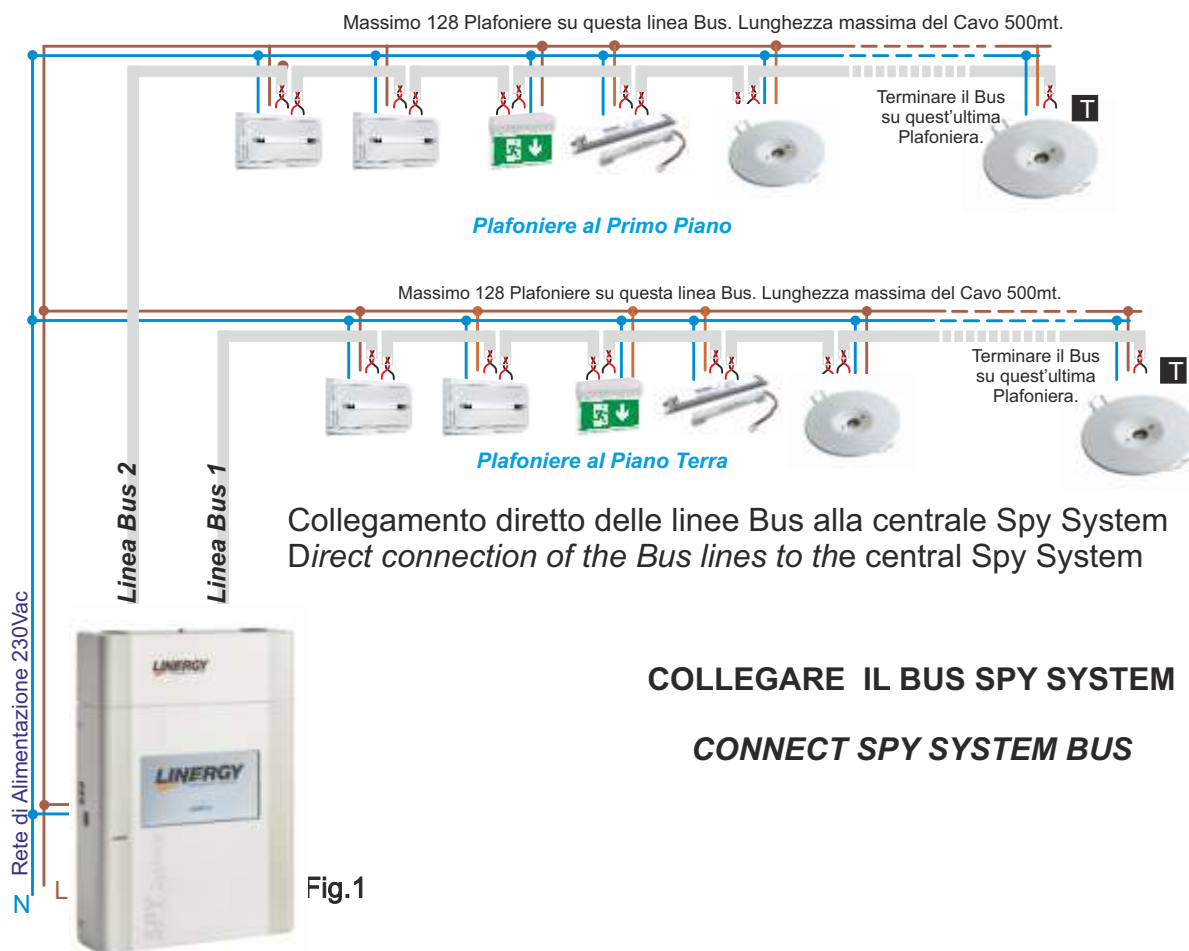 Massimo 128 Plafoniere su questa linea Bus. Lunghezza massima del Cavo 500mt.
Terminare il Bus
su quest'ultima
Plafoniera.
T
Plafoniere al Primo Piano
Massimo 128 Plafoniere su questa linea Bus. Lunghezza massima del Cavo 500mt.
Terminare il Bus
su quest'ultima
Plafoniera.
T
Plafoniere al Piano Terra
Linea Bus 2
Linea Bus 1
Collegamento diretto delle linee Bus alla centrale Spy System
Direct connection of the Bus lines to the central Spy System
Rete di Alimentazione 230Vac
LINERGY
LINERGY
SPY System
COLLEGARE IL BUS SPY SYSTEM
CONNECT SPY SYSTEM BUS
N
L
Fig.1